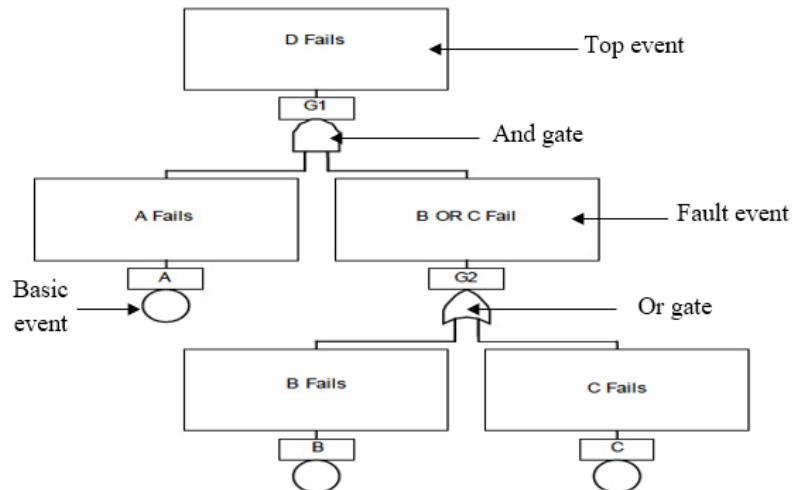 D Fails
Top event
G1
And gate
A Fails
B OR C Fail
Fault event
A
G2
Basic
event
Or gate
B Fails
C Fails
B
C